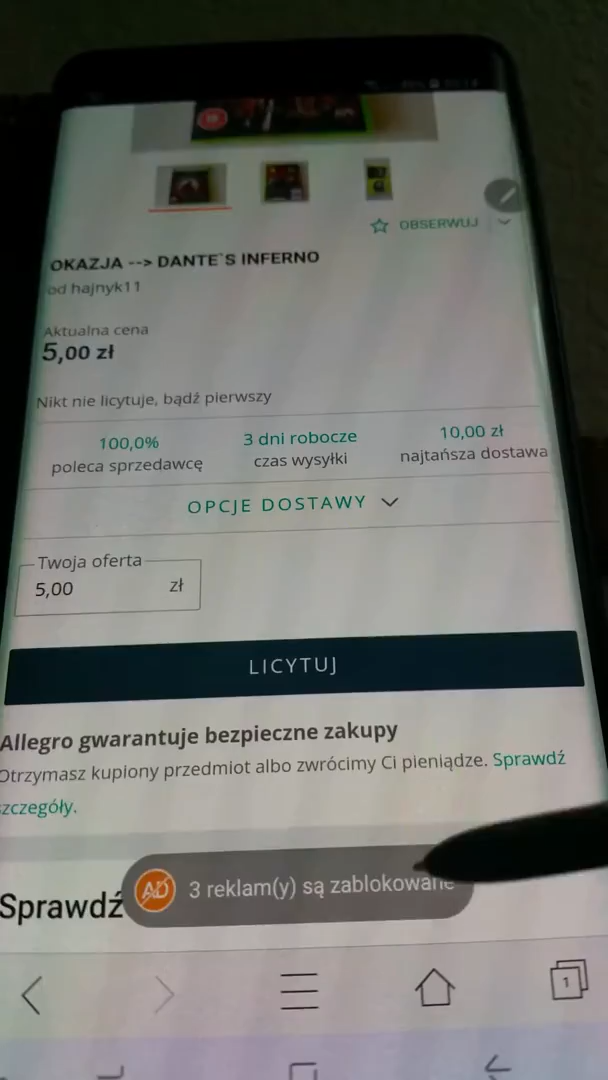 OBSERWUJ
OKAZJA --> DANTE`S INFERNO
od hajnyk11
Aktualna cena
5,00 zł
Nikt nie licytuje, bądź pierwszy
100,0%
poleca sprzedawcę
3 dni robocze
czas wysyłki
10,00 zł
najtańsza dostawa
OPCJE DOSTAWY
Twoja oferta
5,00 zł
LICYTUJ
Allegro gwarantuje bezpieczne zakupy
Otrzymasz kupiony przedmiot albo zwrócimy Ci pieniądze. Sprawdź
szczegóły.
Sprawdź
AD 3 reklam(y) są zablokowane
1